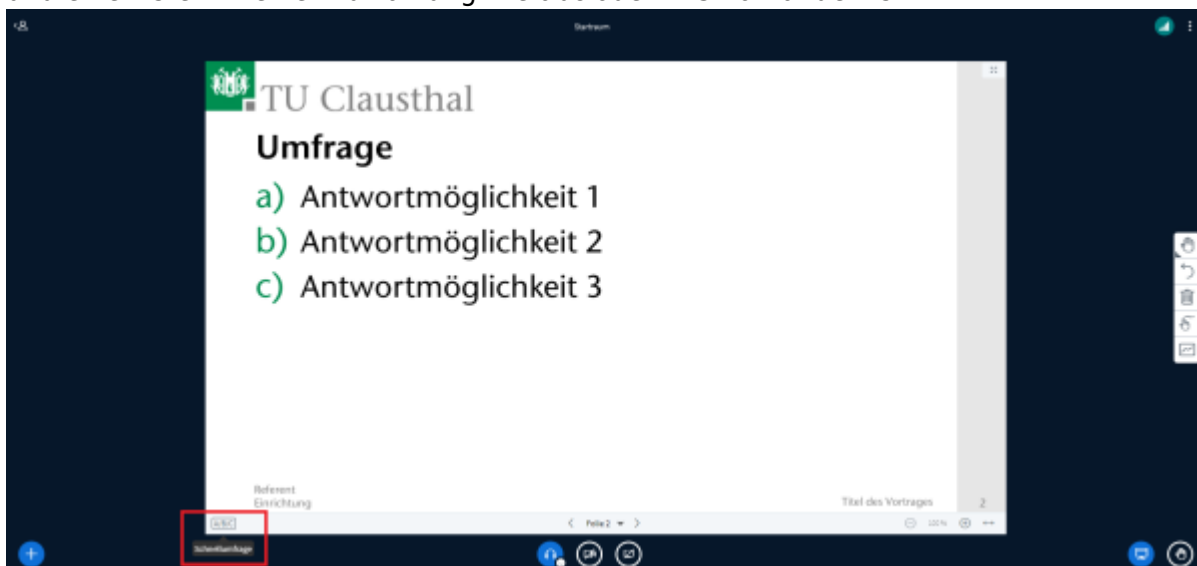 Startraum
TU Clausthal
Umfrage
a) Antwortmöglichkeit 1
b) Antwortmöglichkeit 2
c) Antwortmöglichkeit 3
Referent
Einrichtung
Titel des Vortrages
2
A/B/C
Folie 2
100%
Schnellumfrage